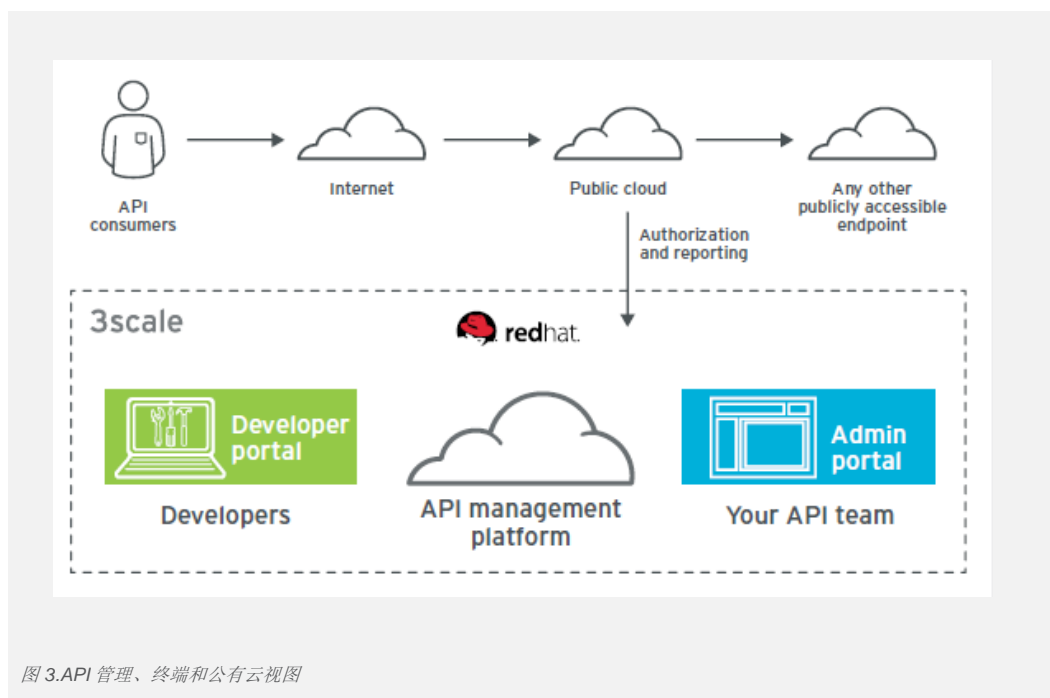 API
consumers
Internet
Public cloud
Any other
publicly accessible
endpoint
Authorization
and reporting
3scale
redhat.
Developer
portal
Admin
portal
Developers
API management
platform
Your API team
图 3.API 管理、终端和公有云视图